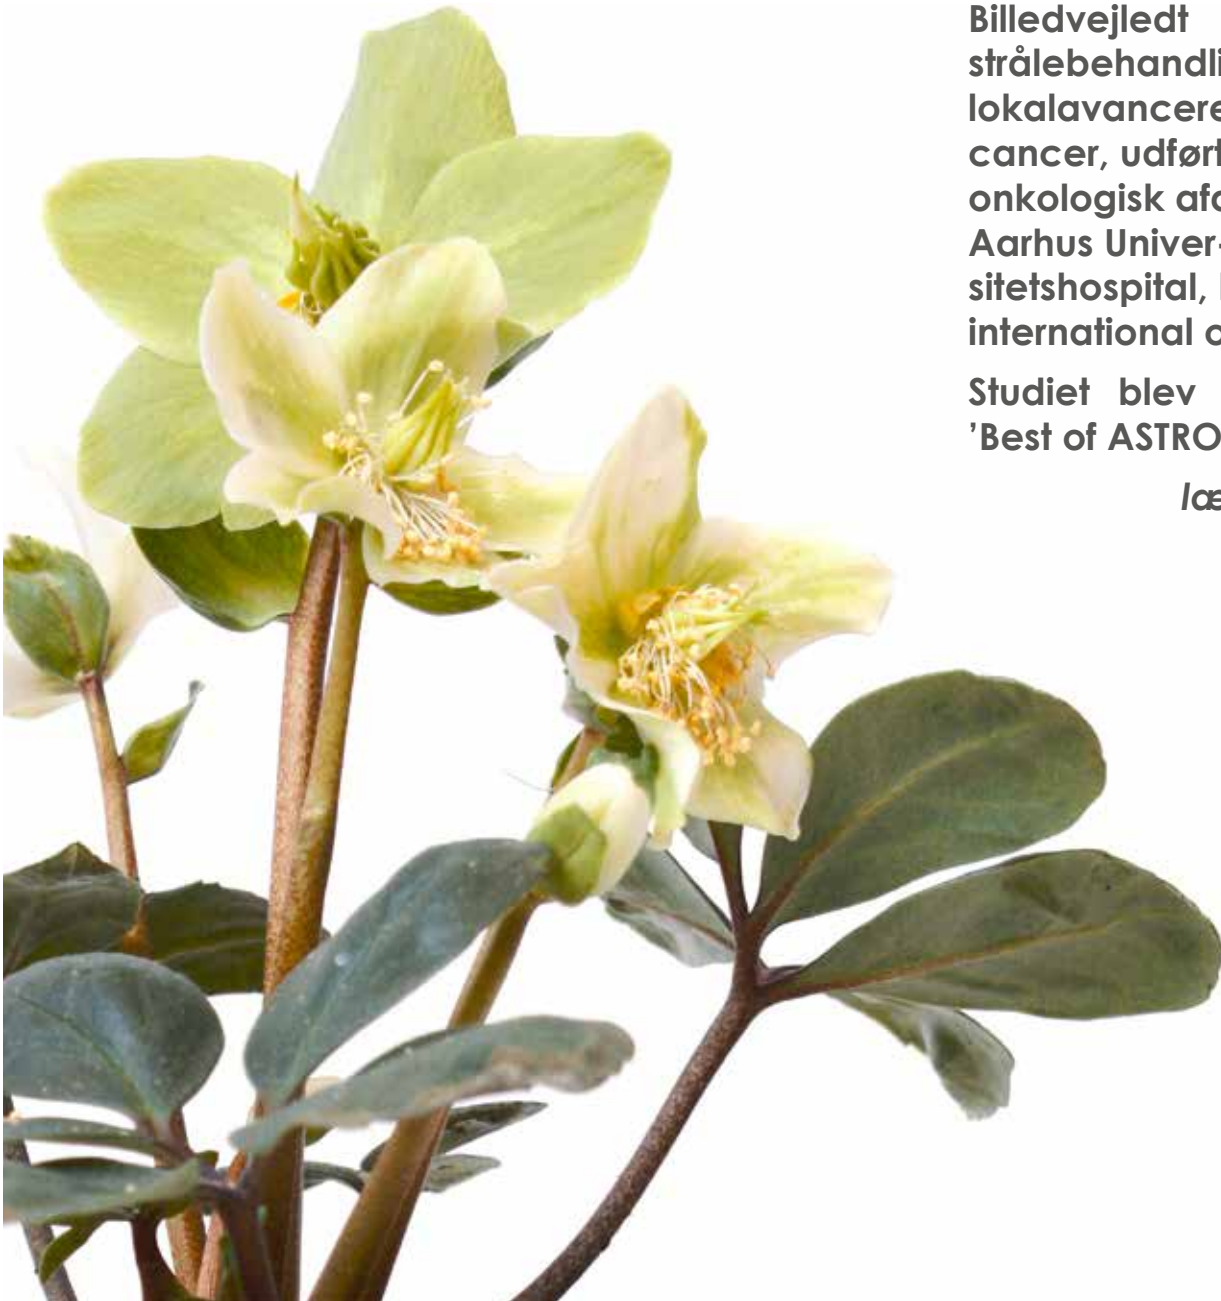 Billedvejledt
strålebehandli
lokalavancere
cancer, udført
onkologisk afd
Aarhus Univer-
sitetshospital,
international o
Studiet blev
’Best of ASTRO
læ